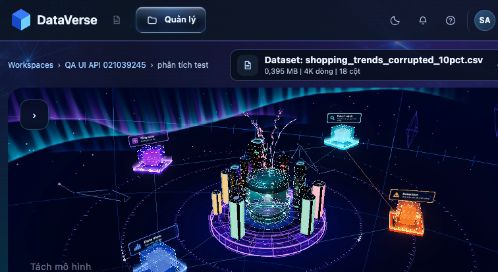 DataVerse
Quản lý
SA
Workspaces › QA UI API 021039245 › phân tích test
Dataset: shopping_trends_corrupted_10pct.csv
0,395 MB | 4K dòng | 18 cột
Tách mô hình